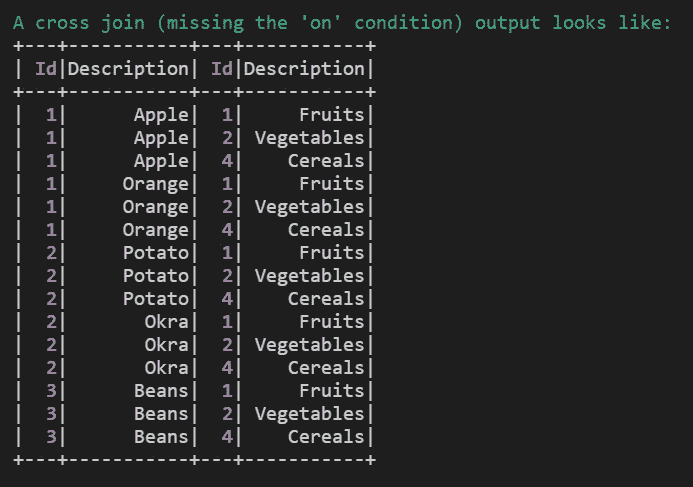 A cross join (missing the 'on' condition) output looks like:
+---+-----------+---+-----------+
| Id|Description| Id|Description|
+---+-----------+---+-----------+
|  1|      Apple|  1|     Fruits|
|  1|      Apple|  2| Vegetables|
|  1|      Apple|  4|    Cereals|
|  1|     Orange|  1|     Fruits|
|  1|     Orange|  2| Vegetables|
|  1|     Orange|  4|    Cereals|
|  2|     Potato|  1|     Fruits|
|  2|     Potato|  2| Vegetables|
|  2|     Potato|  4|    Cereals|
|  2|       Okra|  1|     Fruits|
|  2|       Okra|  2| Vegetables|
|  2|       Okra|  4|    Cereals|
|  3|      Beans|  1|     Fruits|
|  3|      Beans|  2| Vegetables|
|  3|      Beans|  4|    Cereals|
+---+-----------+---+-----------+